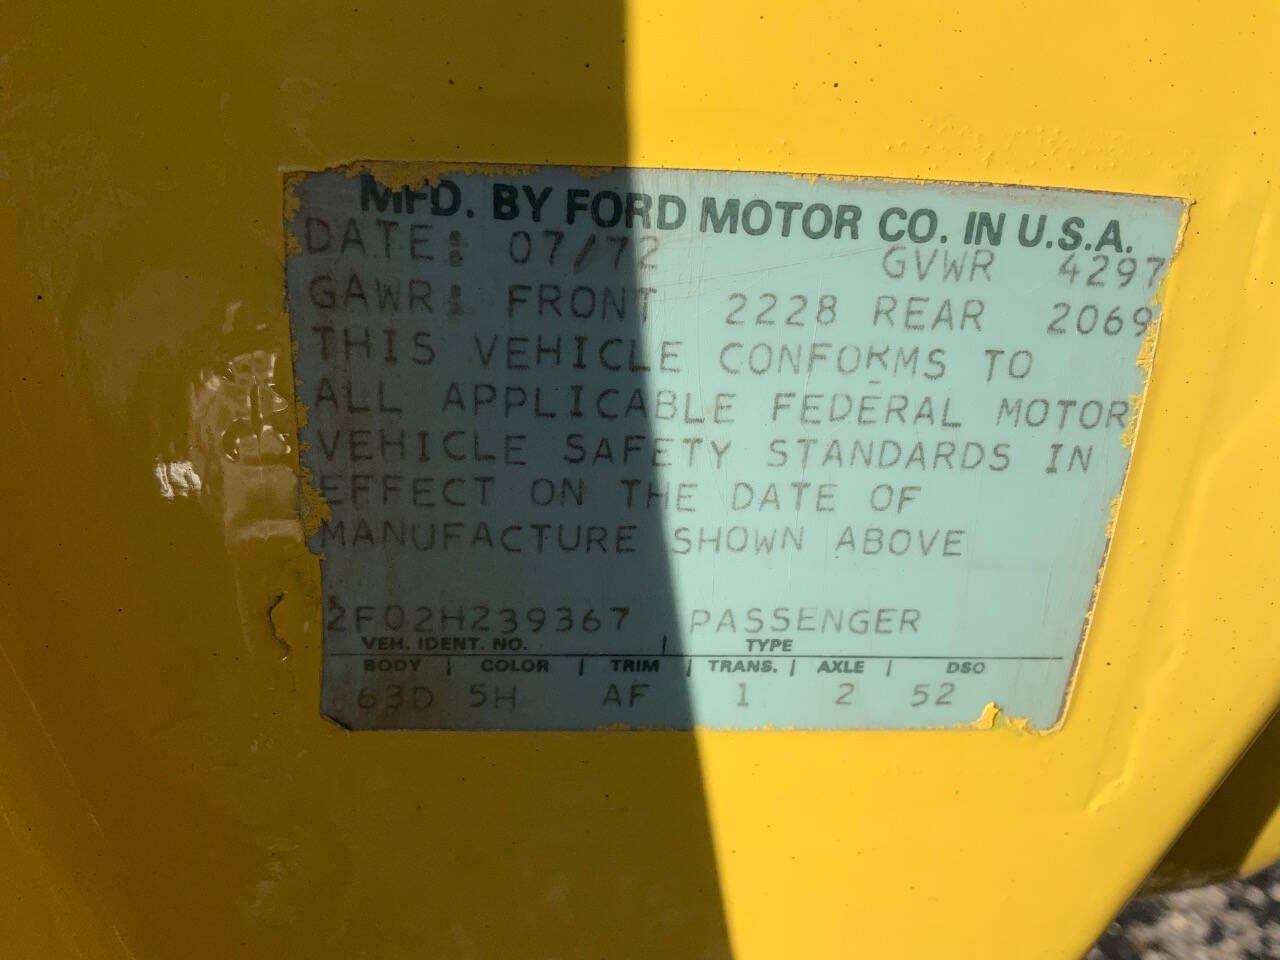 MFD. BY FORD MOTOR CO. IN U.S.A.
DATE: 07/72 GVWR 4297
GAWR: FRONT 2228 REAR 2069
THIS VEHICLE CONFORMS TO
ALL APPLICABLE FEDERAL MOTOR
VEHICLE SAFETY STANDARDS IN
EFFECT ON THE DATE OF
MANUFACTURE SHOWN ABOVE
2F02H239367 PASSENGER
VEH. IDENT. NO. | TYPE
BODY | COLOR | TRIM | TRANS. | AXLE | DSO
63D 5H AF 1 2 52